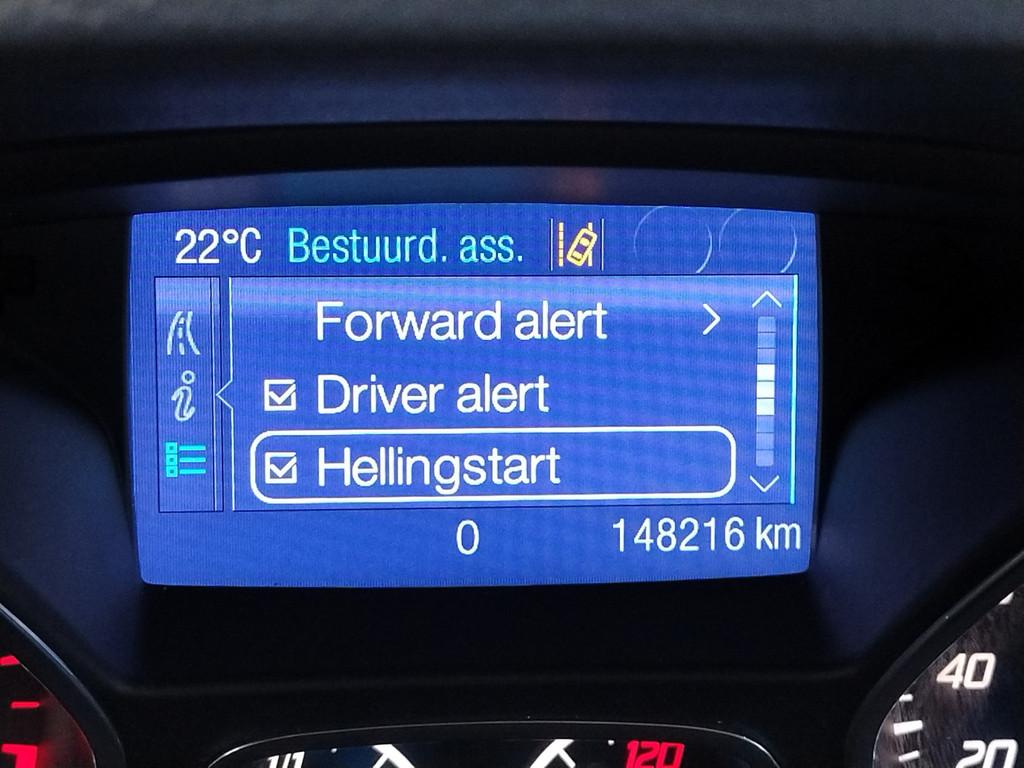 22°C Bestuurd. ass.
Forward alert
Driver alert
Hellingstart
0 148216 km
120
40
20